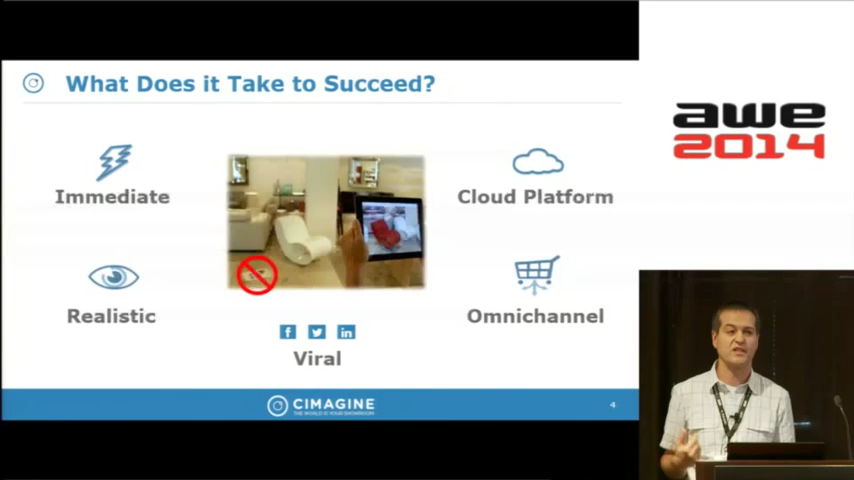 What Does it Take to Succeed?
Immediate
Cloud Platform
Realistic
Omnichannel
f in
Viral
CIMAGINE
THE WORLD IS YOUR SHOWROOM
4
awe
2014